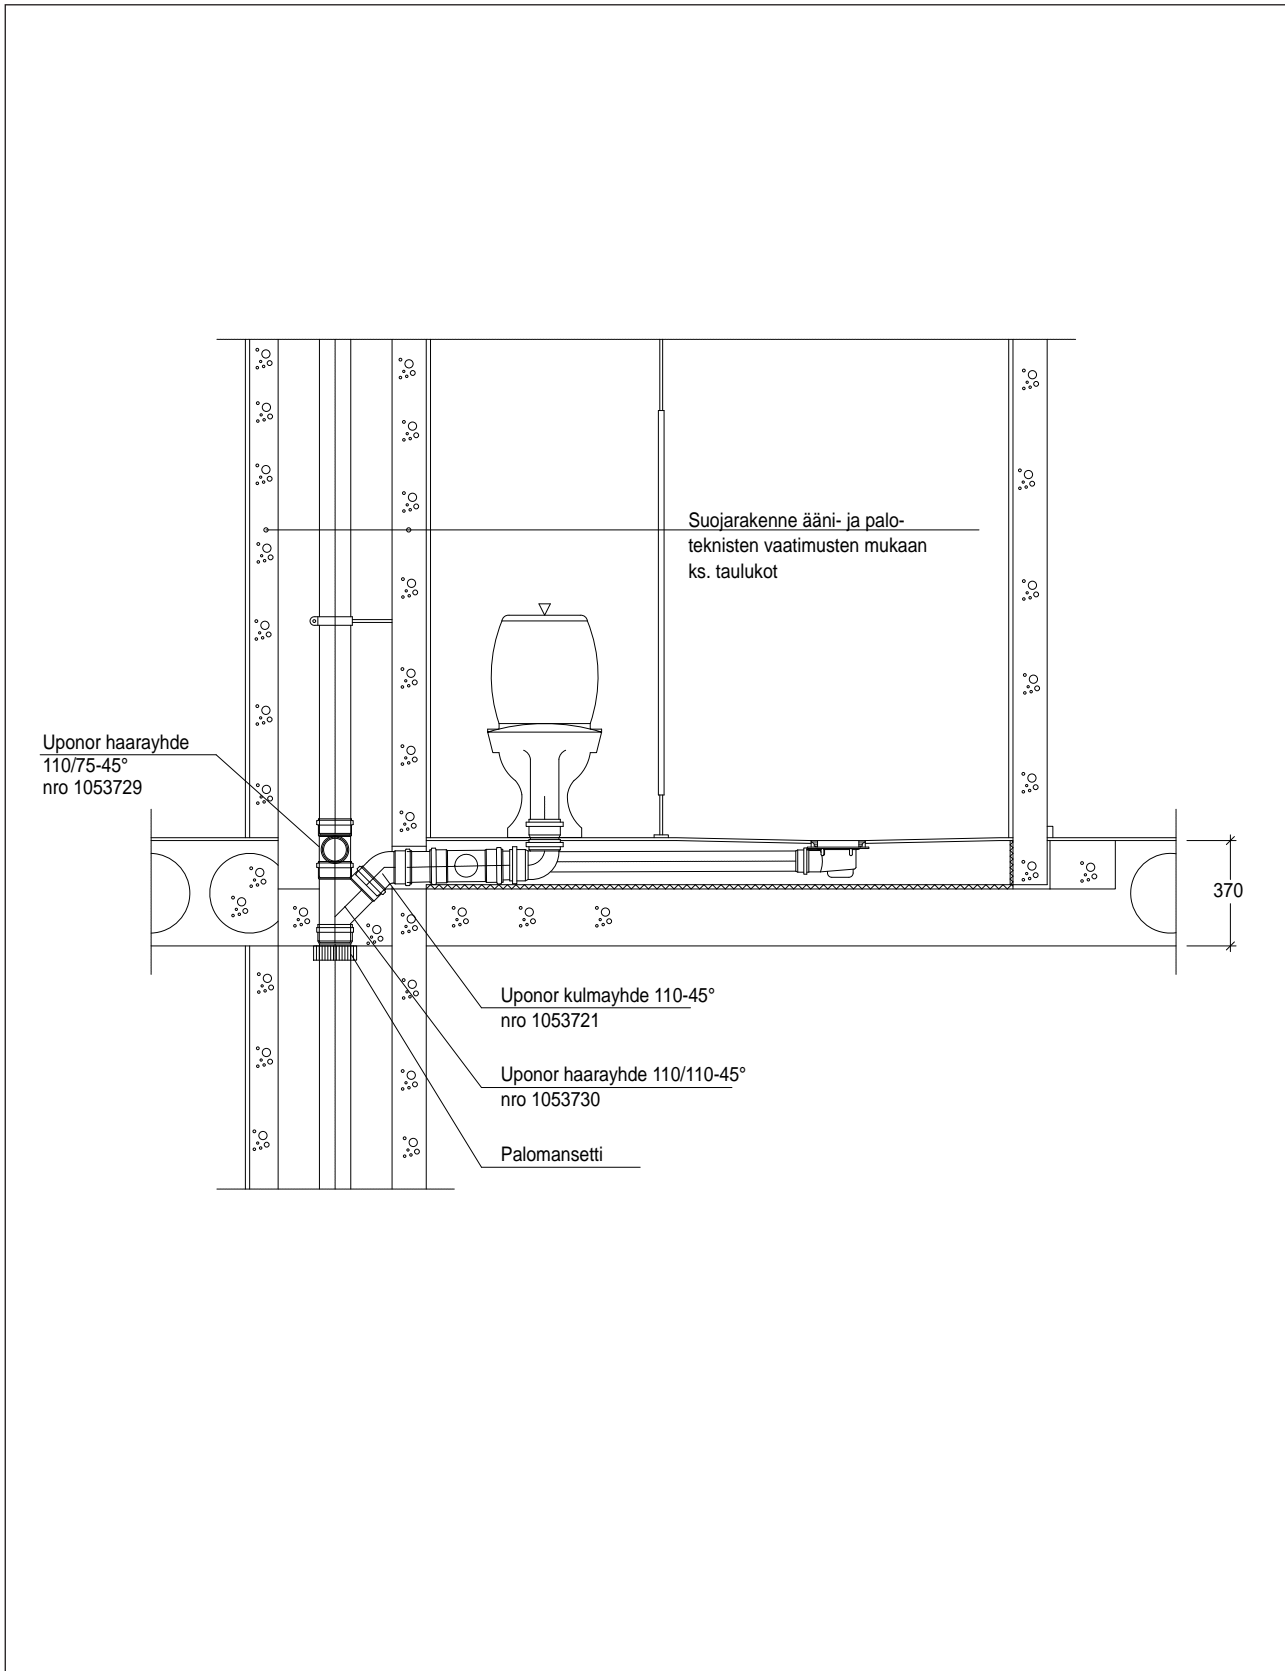 Suojarakenne ääni- ja palo-
teknisten vaatimusten mukaan
ks. taulukot
Uponor haarayhde
110/75-45°
nro 1053729
370
Uponor kulmayhde 110-45°
nro 1053721
Uponor haarayhde 110/110-45°
nro 1053730
Palomansetti